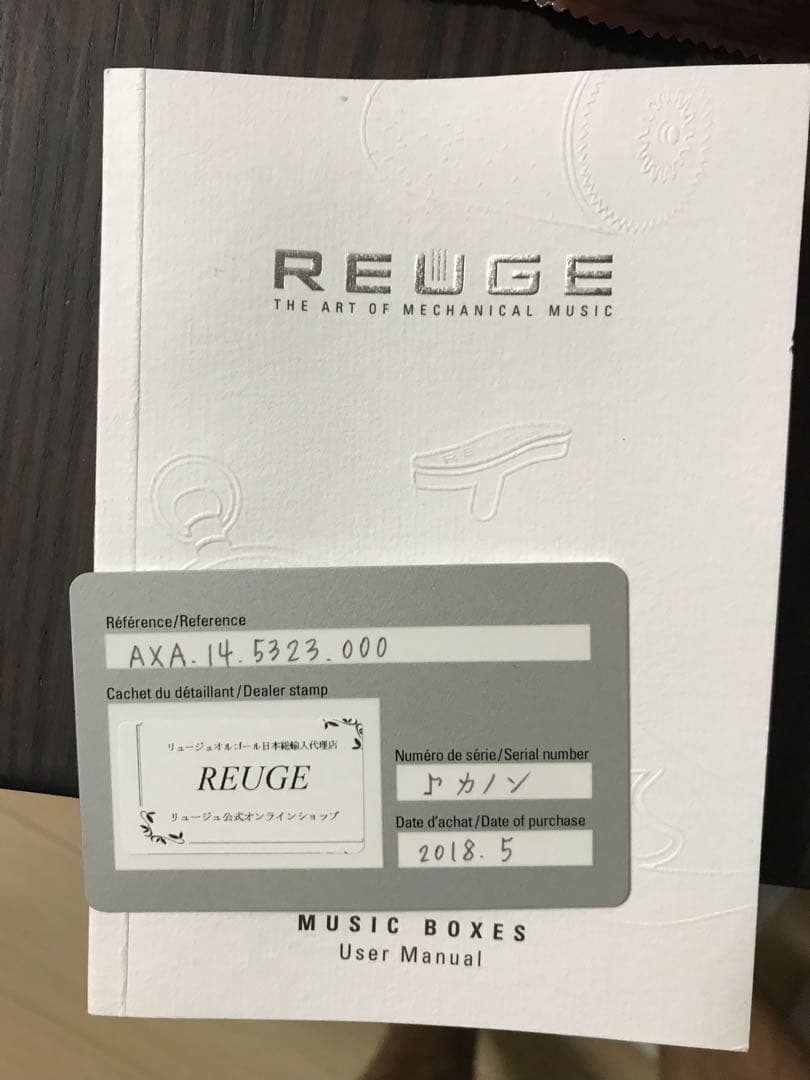 REUGE
THE ART OF MECHANICAL MUSIC
Référence/Reference
AXA.14.5323.000
Cachet du détaillant/Dealer stamp
リュージュオルゴール日本総輸入代理店
REUGE
リュージュ公式オンラインショップ
Numéro de série/Serial number
♪カノン
Date d'achat/Date of purchase
2018.5
MUSIC BOXES
User Manual